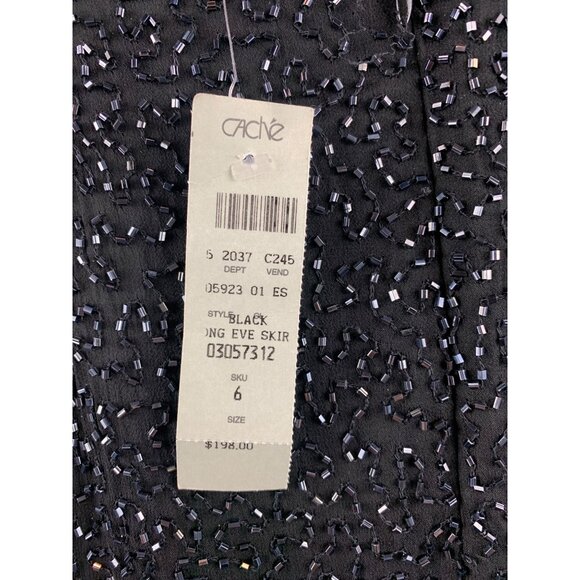 CAché
5 2037 C245
DEPT VEND
05923 01 ES
STYLE
BLACK
ONG EVE SKIR
03057312
SKU
6
SIZE
$198.00